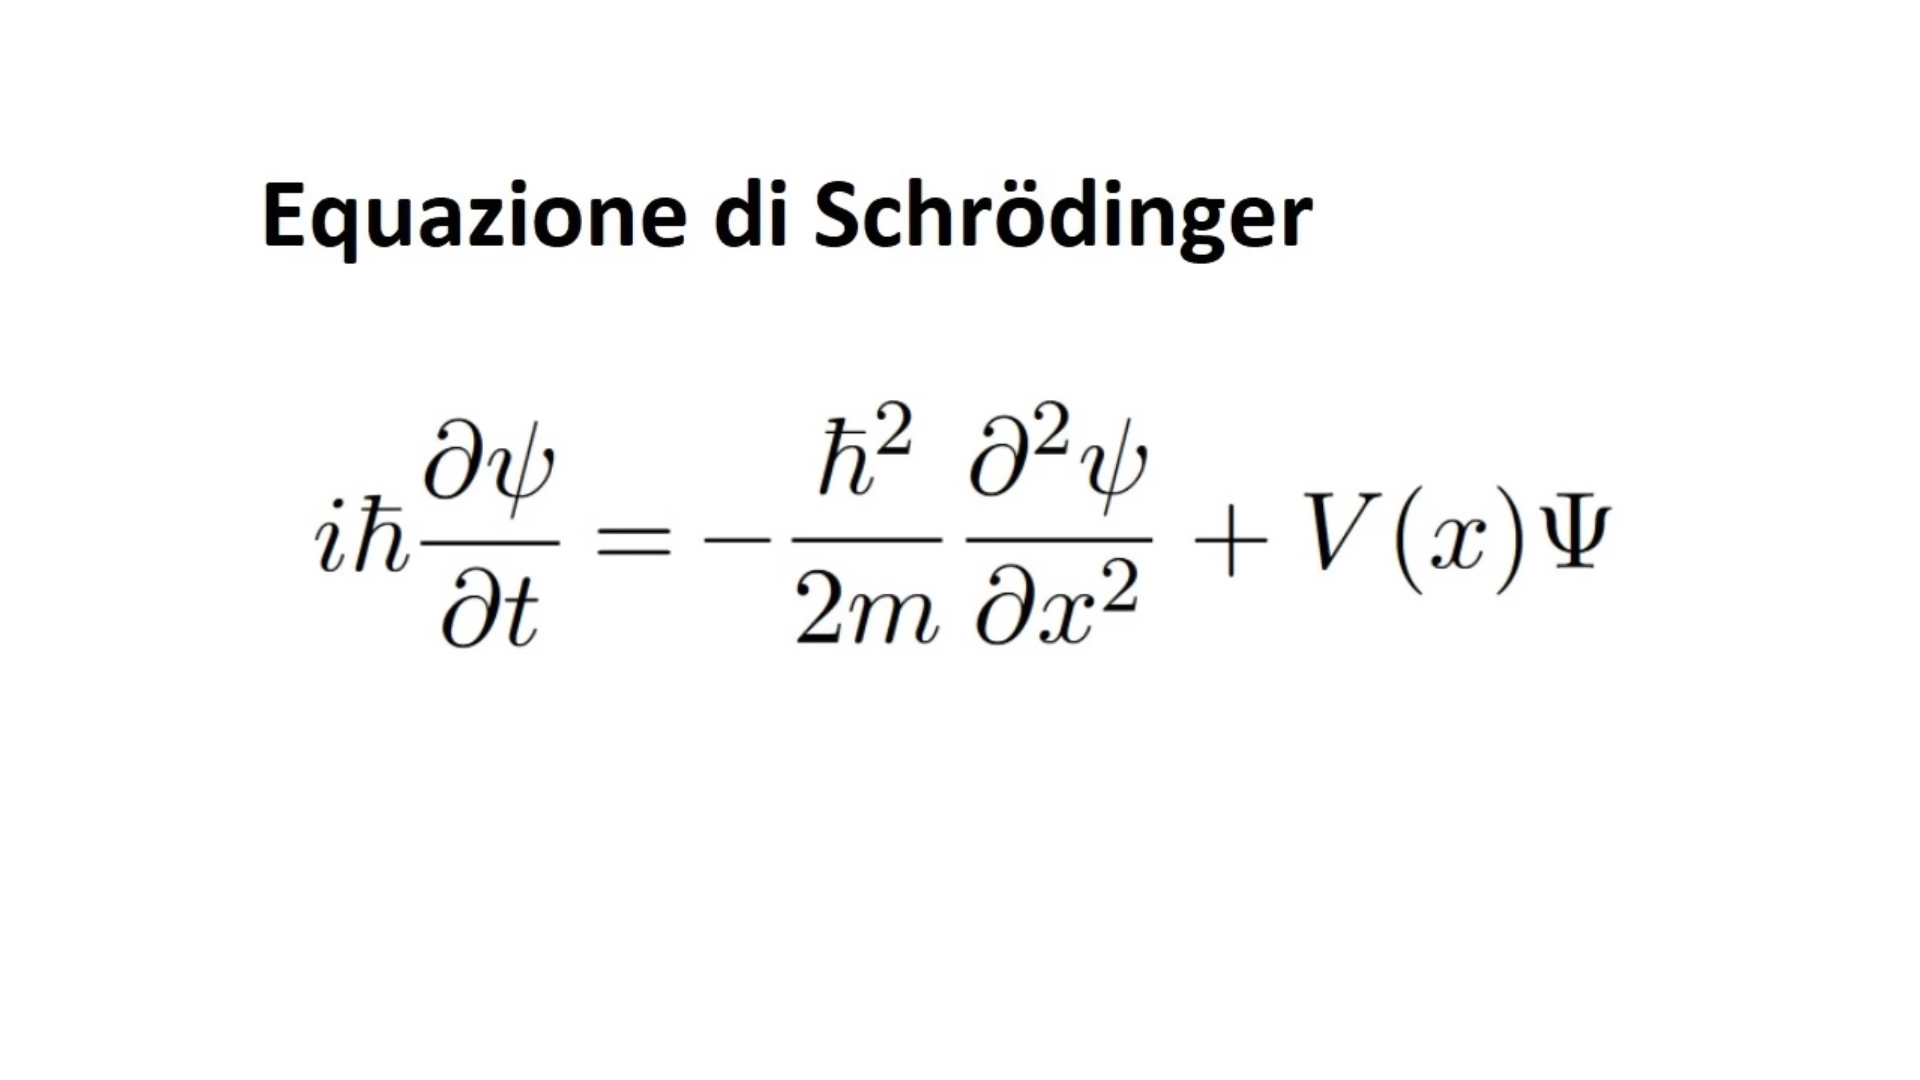 Equazione di Schrödinger
iℏ ∂ψ/∂t = − ℏ²/2m ∂²ψ/∂x² + V(x)Ψ